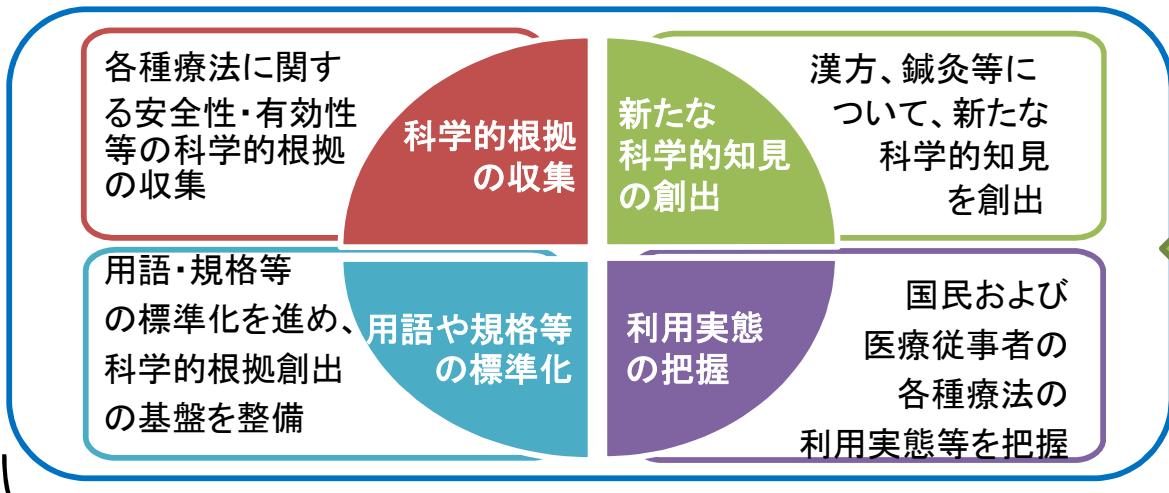 各種療法に関す
る安全性・有効性
等の科学的根拠
の収集
科学的根拠
の収集
新たな
科学的知見
の創出
漢方、鍼灸等に
ついて、新たな
科学的知見
を創出
用語・規格等
の標準化を進め、
科学的根拠創出
の基盤を整備
用語や規格等
の標準化
利用実態
の把握
国民および
医療従事者の
各種療法の
利用実態等を把握